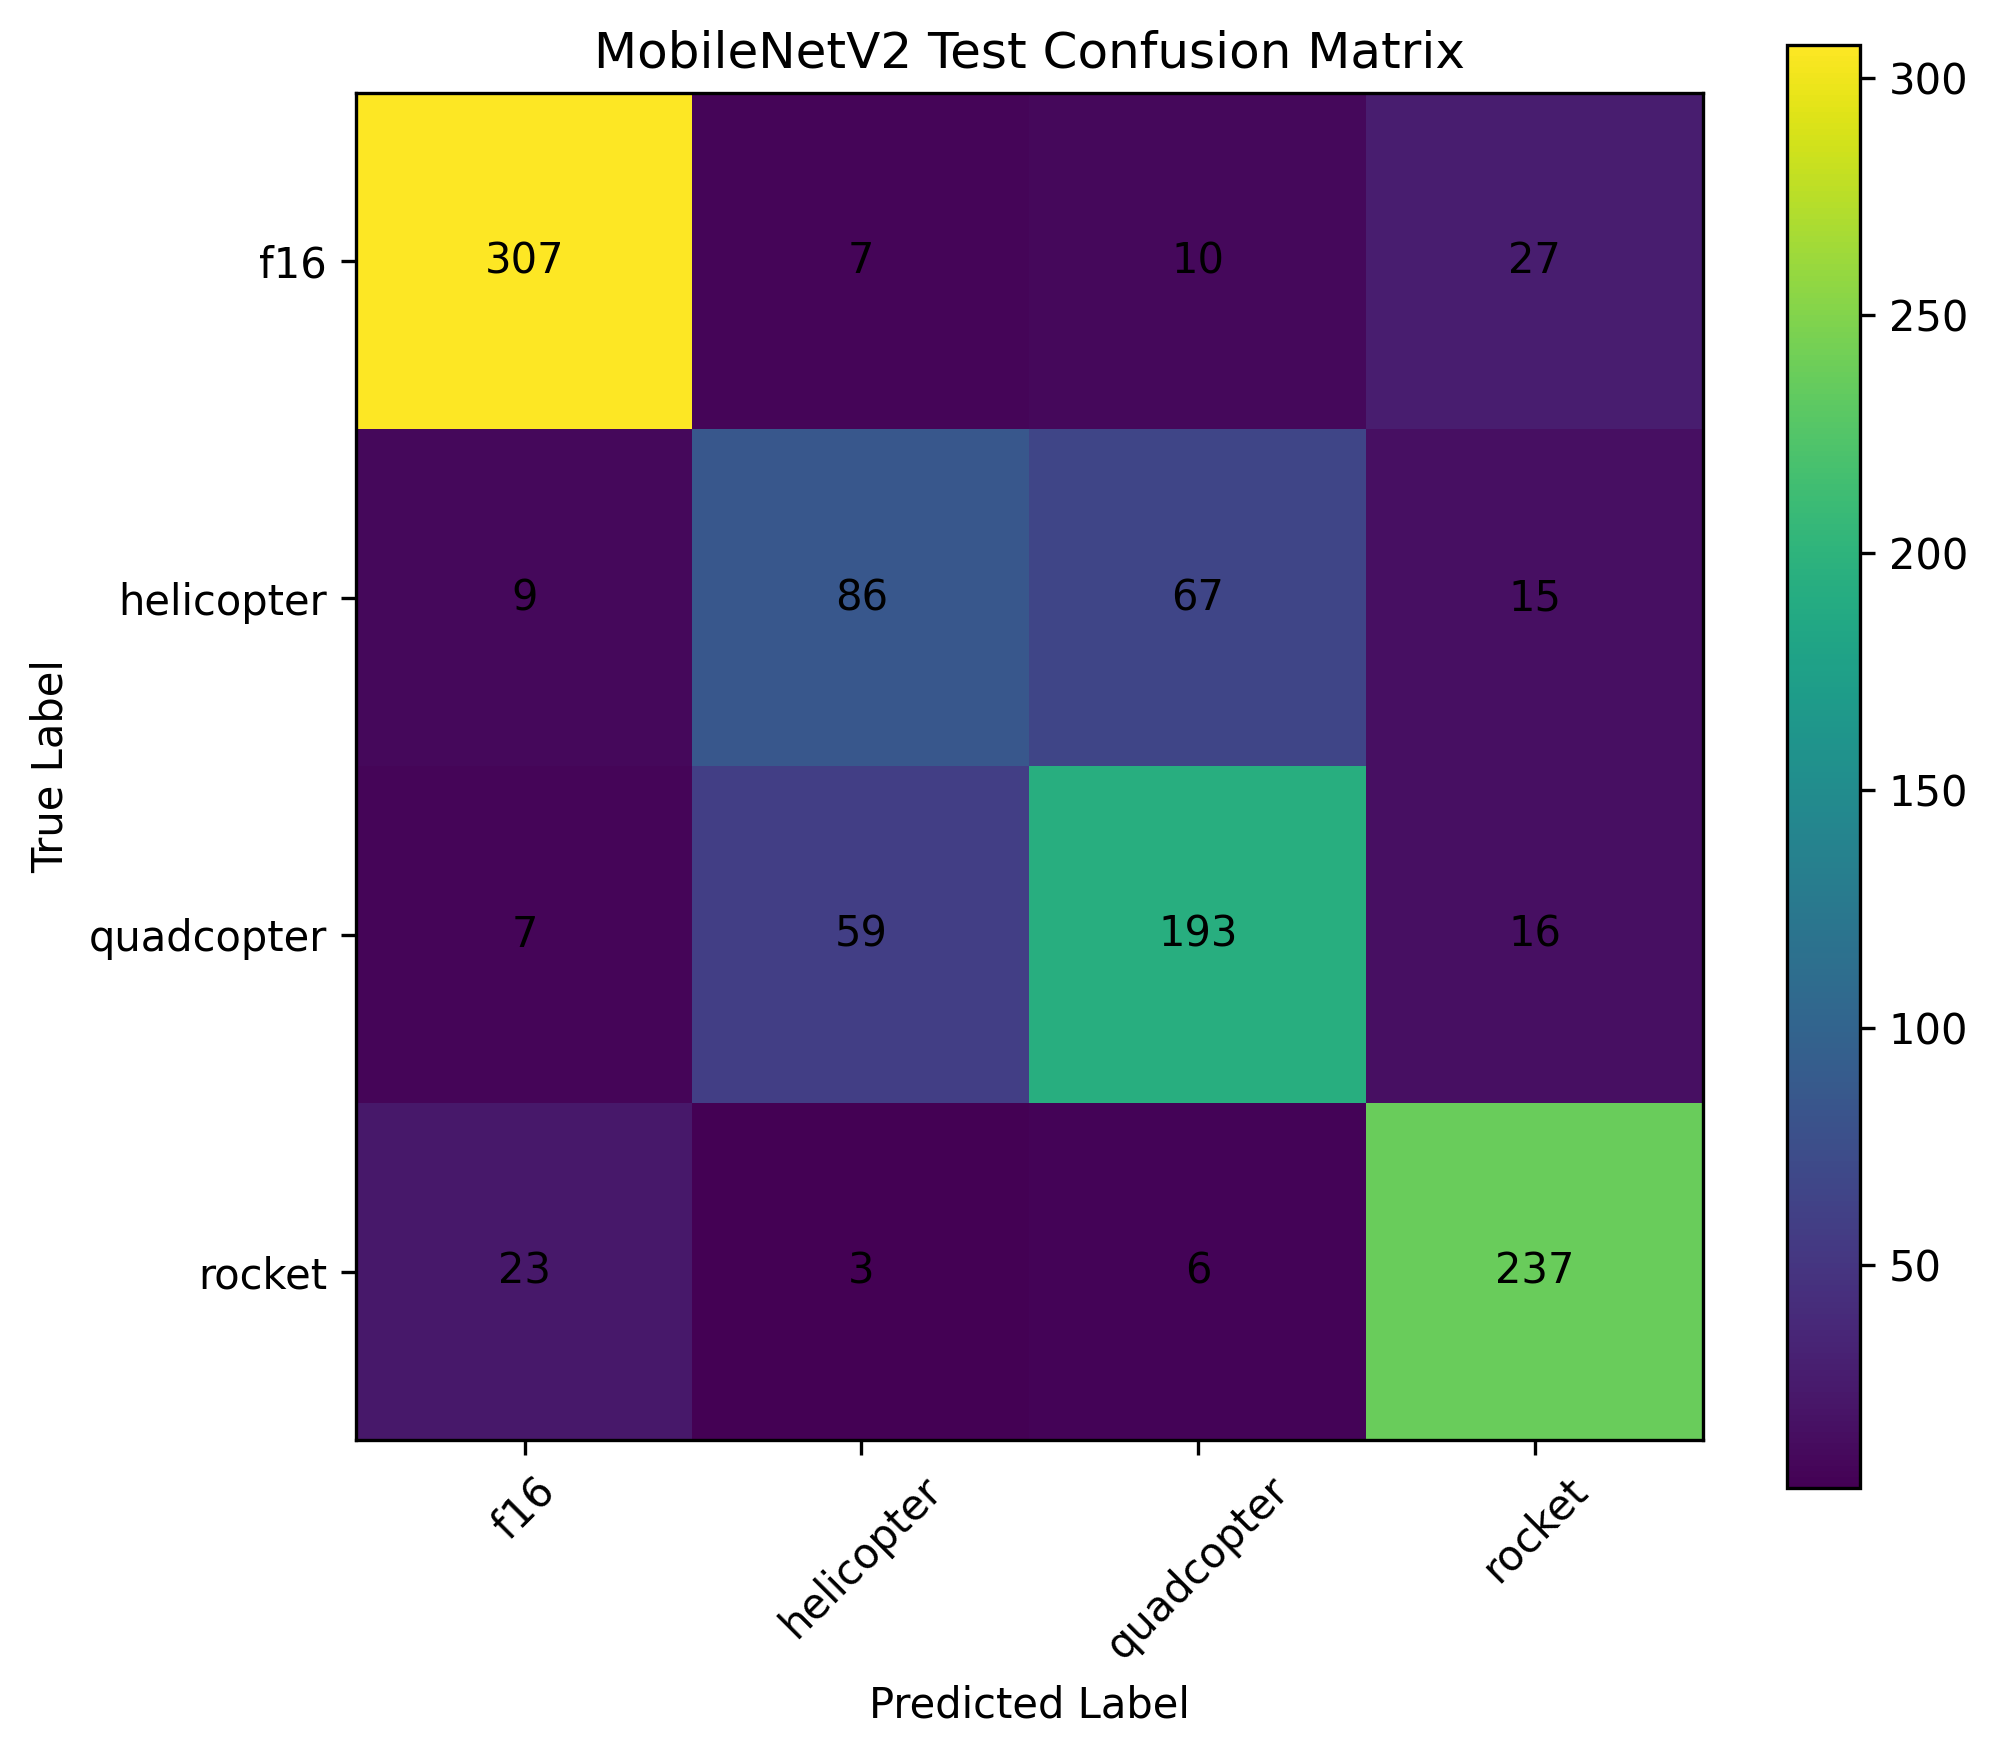 MobileNetV2 Test Confusion Matrix
True Label
f16
307
7
10
27
helicopter
9
86
67
15
quadcopter
7
59
193
16
rocket
23
3
6
237
f16
helicopter
quadcopter
rocket
Predicted Label
300
250
200
150
100
50